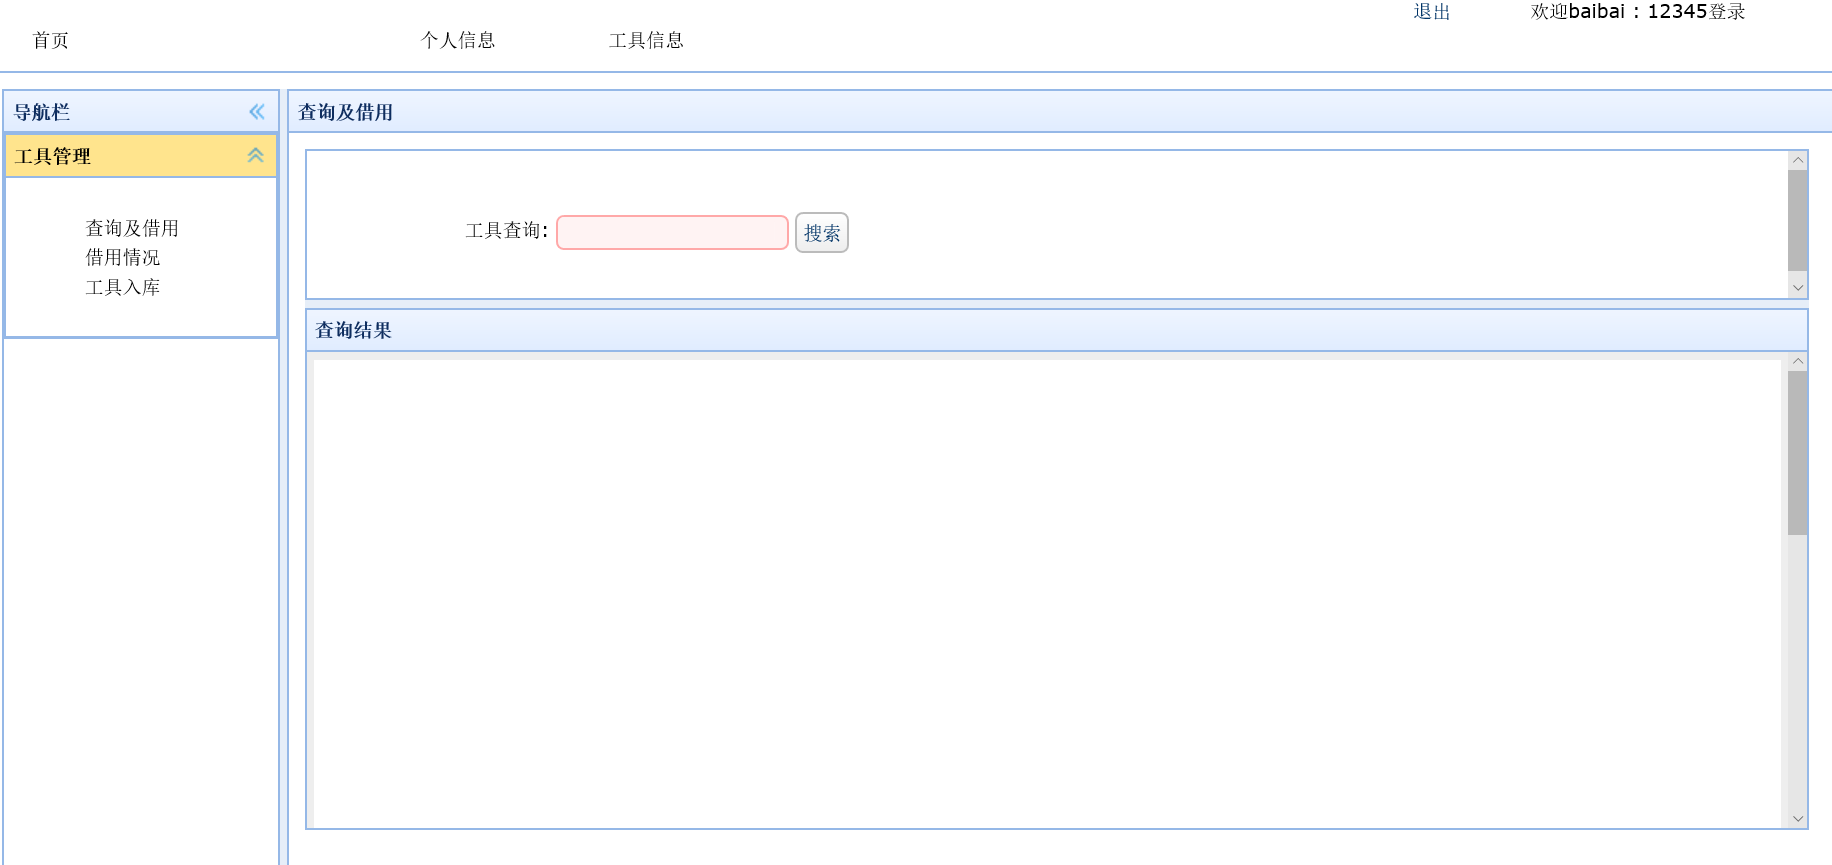 退出 欢迎baibai : 12345登录
首页 个人信息 工具信息
导航栏
工具管理
查询及借用
借用情况
工具入库
查询及借用
工具查询: 搜索
查询结果